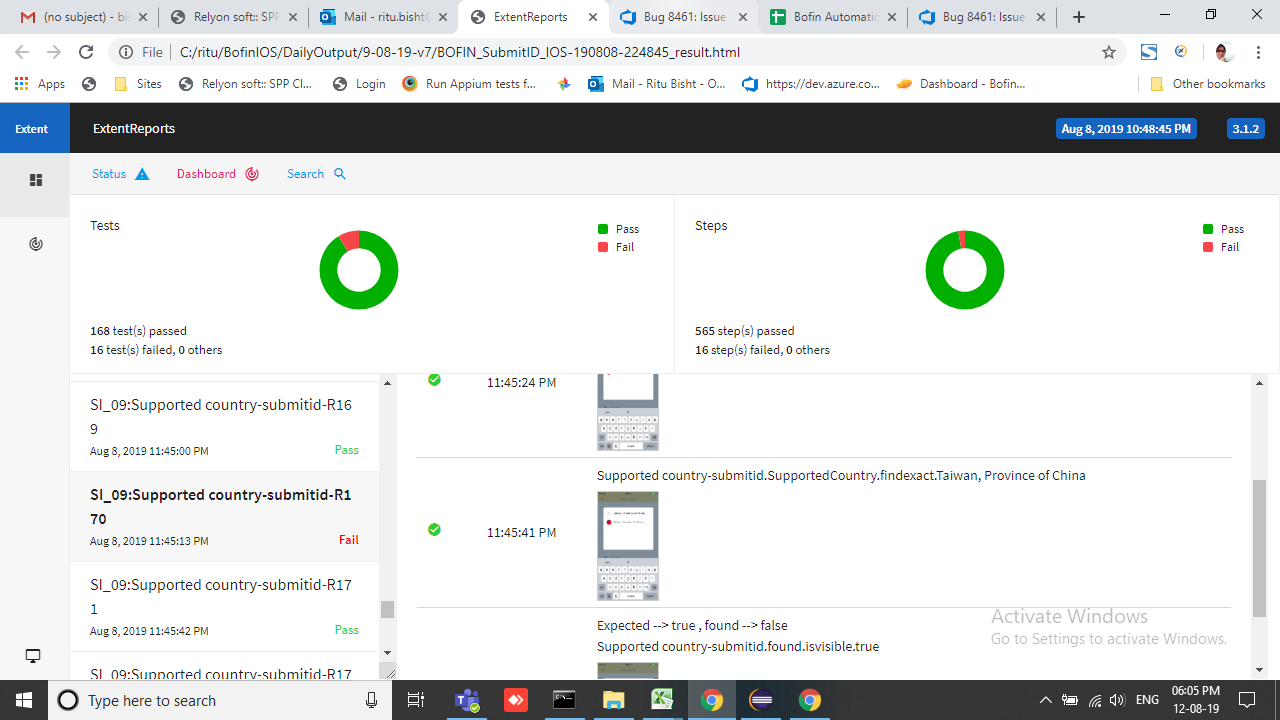 (no subject) - bis
Relyon soft:: SPP
Mail - ritu.bisht@
ExtentReports
Bug 8461: Issue
Bofin Automatic
Bug 8461: Issue
File
C:/ritu/BofinIOS/DailyOutput/9-08-19-v7/BOFIN_SubmitID_IOS-190808-224845_result.html
Apps
Sites
Relyon soft:: SPP Cl...
Login
Run Appium tests f...
Mail - Ritu Bisht - O...
https://dev.azure.co...
Dashboard - Bofin...
Other bookmarks
Extent
ExtentReports
Aug 8, 2019 10:48:45 PM
3.1.2
Status
Dashboard
Search
Tests
Pass
Fail
168 test(s) passed
16 test(s) failed, 0 others
Steps
Pass
Fail
565 step(s) passed
16 step(s) failed, 0 others
SI_09:Supported country-submitid-R16
9
Aug 8, 2019 11:45:00 PM
Pass
SI_09:Supported country-submitid-R1
70
Aug 8, 2019 11:45:13 PM
Fail
SI_09:Supported country-submitid-R17
1
Aug 8, 2019 11:45:42 PM
Pass
SI_09:Supported country-submitid-R17
11:45:24 PM
Supported country-submitid.SupportedCountry.findexact.Taiwan, Province of China
11:45:41 PM
Expected --> true , found --> false
Supported country-submitid.found.isvisible.true
Activate Windows
Go to Settings to activate Windows.
Type here to search
ENG
06:05 PM
12-08-19